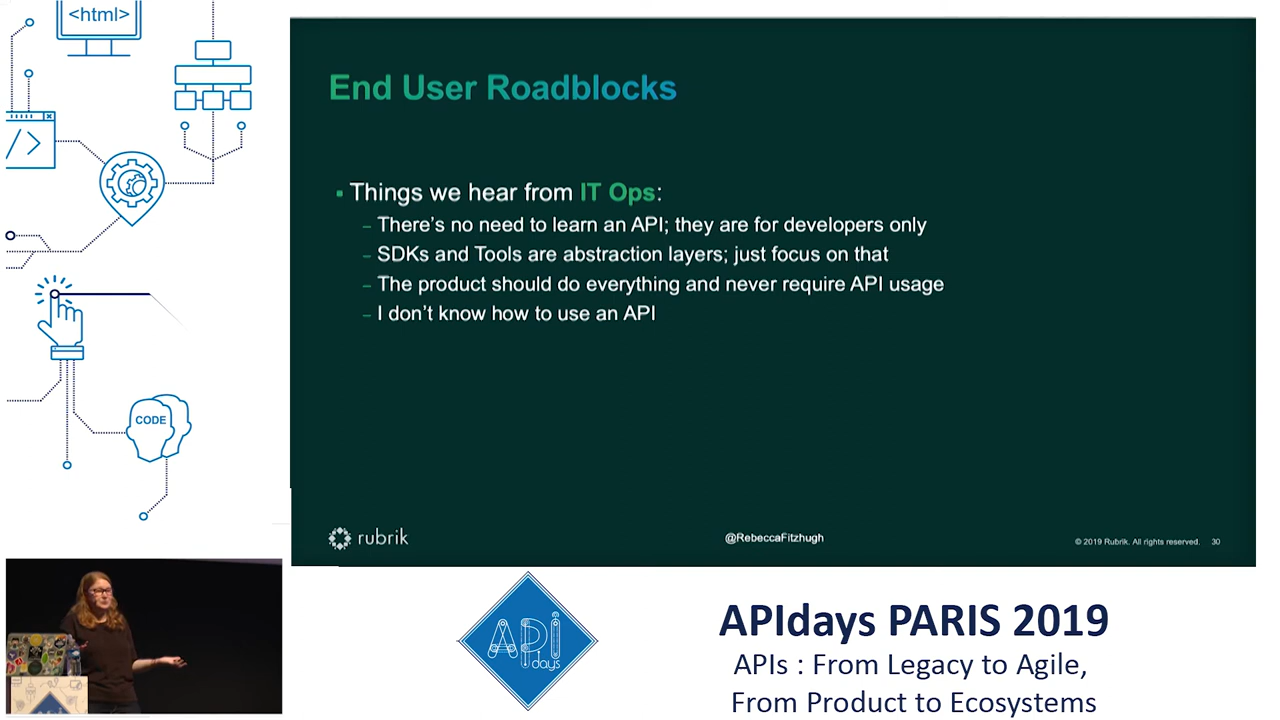 <html>
End User Roadblocks
Things we hear from IT Ops:
– There's no need to learn an API; they are for developers only
– SDKs and Tools are abstraction layers; just focus on that
– The product should do everything and never require API usage
– I don't know how to use an API
</>
CODE
rubrik
@RebeccaFitzhugh
© 2019 Rubrik. All rights reserved. 30
API
days
APIdays PARIS 2019
APIs : From Legacy to Agile,
From Product to Ecosystems